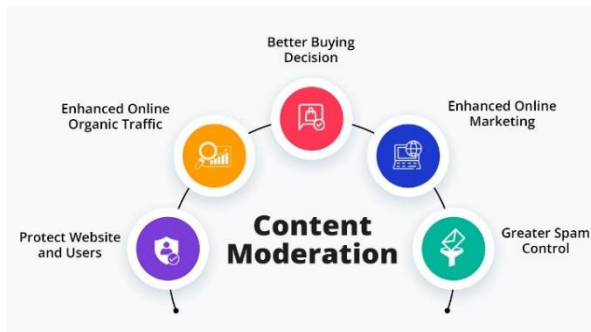 Better Buying
Decision
Enhanced Online
Organic Traffic
Enhanced Online
Marketing
Protect Website
and Users
Content
Moderation
Greater Spam
Control